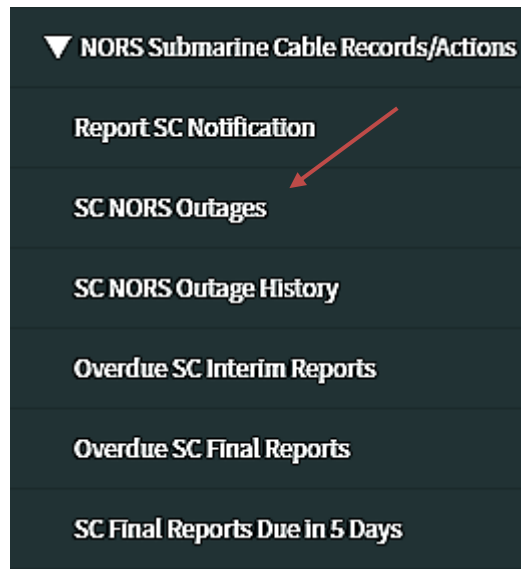 NORS Submarine Cable Records/Actions
Report SC Notification
SC NORS Outages
SC NORS Outage History
Overdue SC Interim Reports
Overdue SC Final Reports
SC Final Reports Due in 5 Days